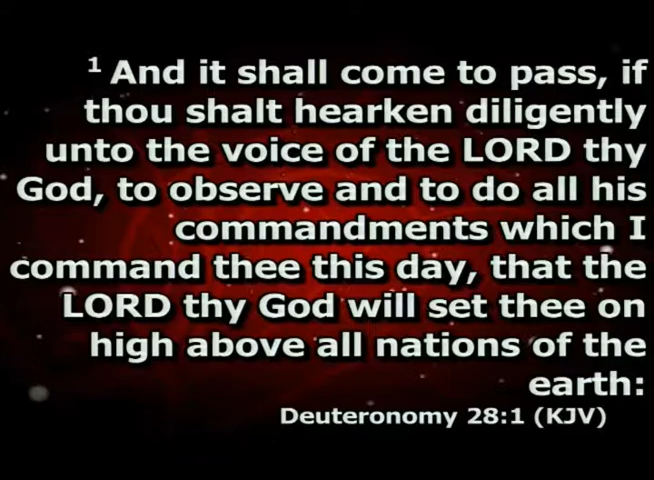 1 And it shall come to pass, if
thou shalt hearken diligently
unto the voice of the LORD thy
God, to observe and to do all his
commandments which I
command thee this day, that the
LORD thy God will set thee on
high above all nations of the
earth:
Deuteronomy 28:1 (KJV)